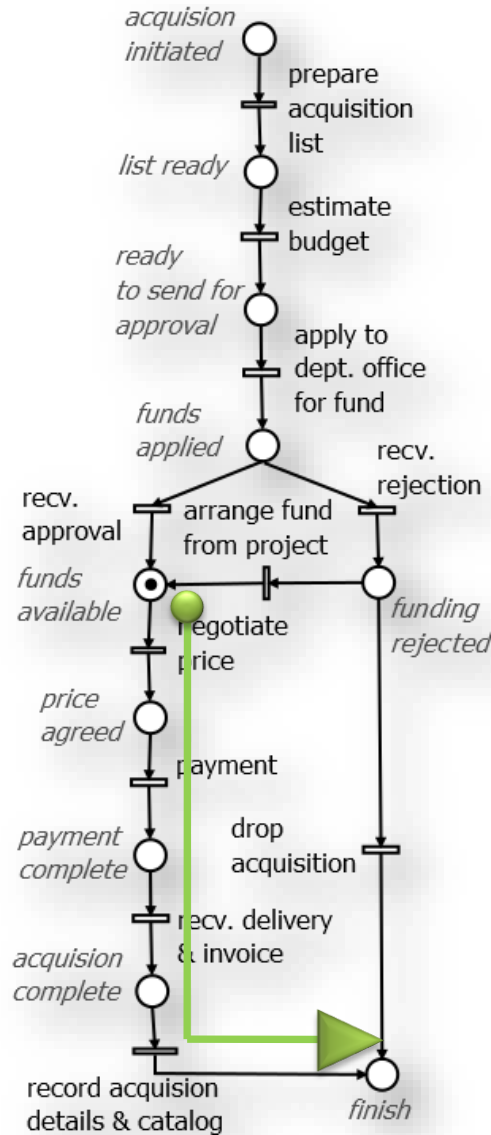 acquision
initiated
prepare
acquisition
list
list ready
estimate
budget
ready
to send for
approval
apply to
dept. office
for fund
funds
applied
recv.
rejection
recv.
approval
arrange fund
from project
funds
available
funding
rejected
negotiate
price
price
agreed
payment
payment
complete
drop
acquisition
recv. delivery
& invoice
acquision
complete
record acquision
details & catalog
finish